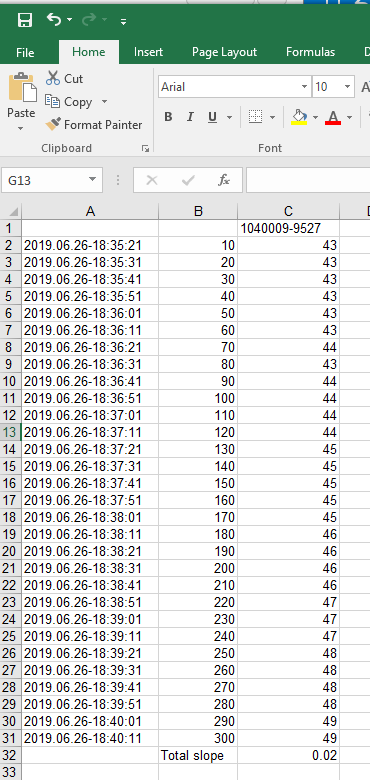 File Home Insert Page Layout Formulas
Cut
Copy
Format Painter
Paste
Clipboard
Arial 10
B I U
Font
G13 fx
A B C
1 1040009-9527
2 2019.06.26-18:35:21 10 43
3 2019.06.26-18:35:31 20 43
4 2019.06.26-18:35:41 30 43
5 2019.06.26-18:35:51 40 43
6 2019.06.26-18:36:01 50 43
7 2019.06.26-18:36:11 60 43
8 2019.06.26-18:36:21 70 44
9 2019.06.26-18:36:31 80 43
10 2019.06.26-18:36:41 90 44
11 2019.06.26-18:36:51 100 44
12 2019.06.26-18:37:01 110 44
13 2019.06.26-18:37:11 120 44
14 2019.06.26-18:37:21 130 45
15 2019.06.26-18:37:31 140 45
16 2019.06.26-18:37:41 150 45
17 2019.06.26-18:37:51 160 45
18 2019.06.26-18:38:01 170 45
19 2019.06.26-18:38:11 180 46
20 2019.06.26-18:38:21 190 46
21 2019.06.26-18:38:31 200 46
22 2019.06.26-18:38:41 210 46
23 2019.06.26-18:38:51 220 47
24 2019.06.26-18:39:01 230 47
25 2019.06.26-18:39:11 240 47
26 2019.06.26-18:39:21 250 48
27 2019.06.26-18:39:31 260 48
28 2019.06.26-18:39:41 270 48
29 2019.06.26-18:39:51 280 48
30 2019.06.26-18:40:01 290 49
31 2019.06.26-18:40:11 300 49
32 Total slope 0.02
33